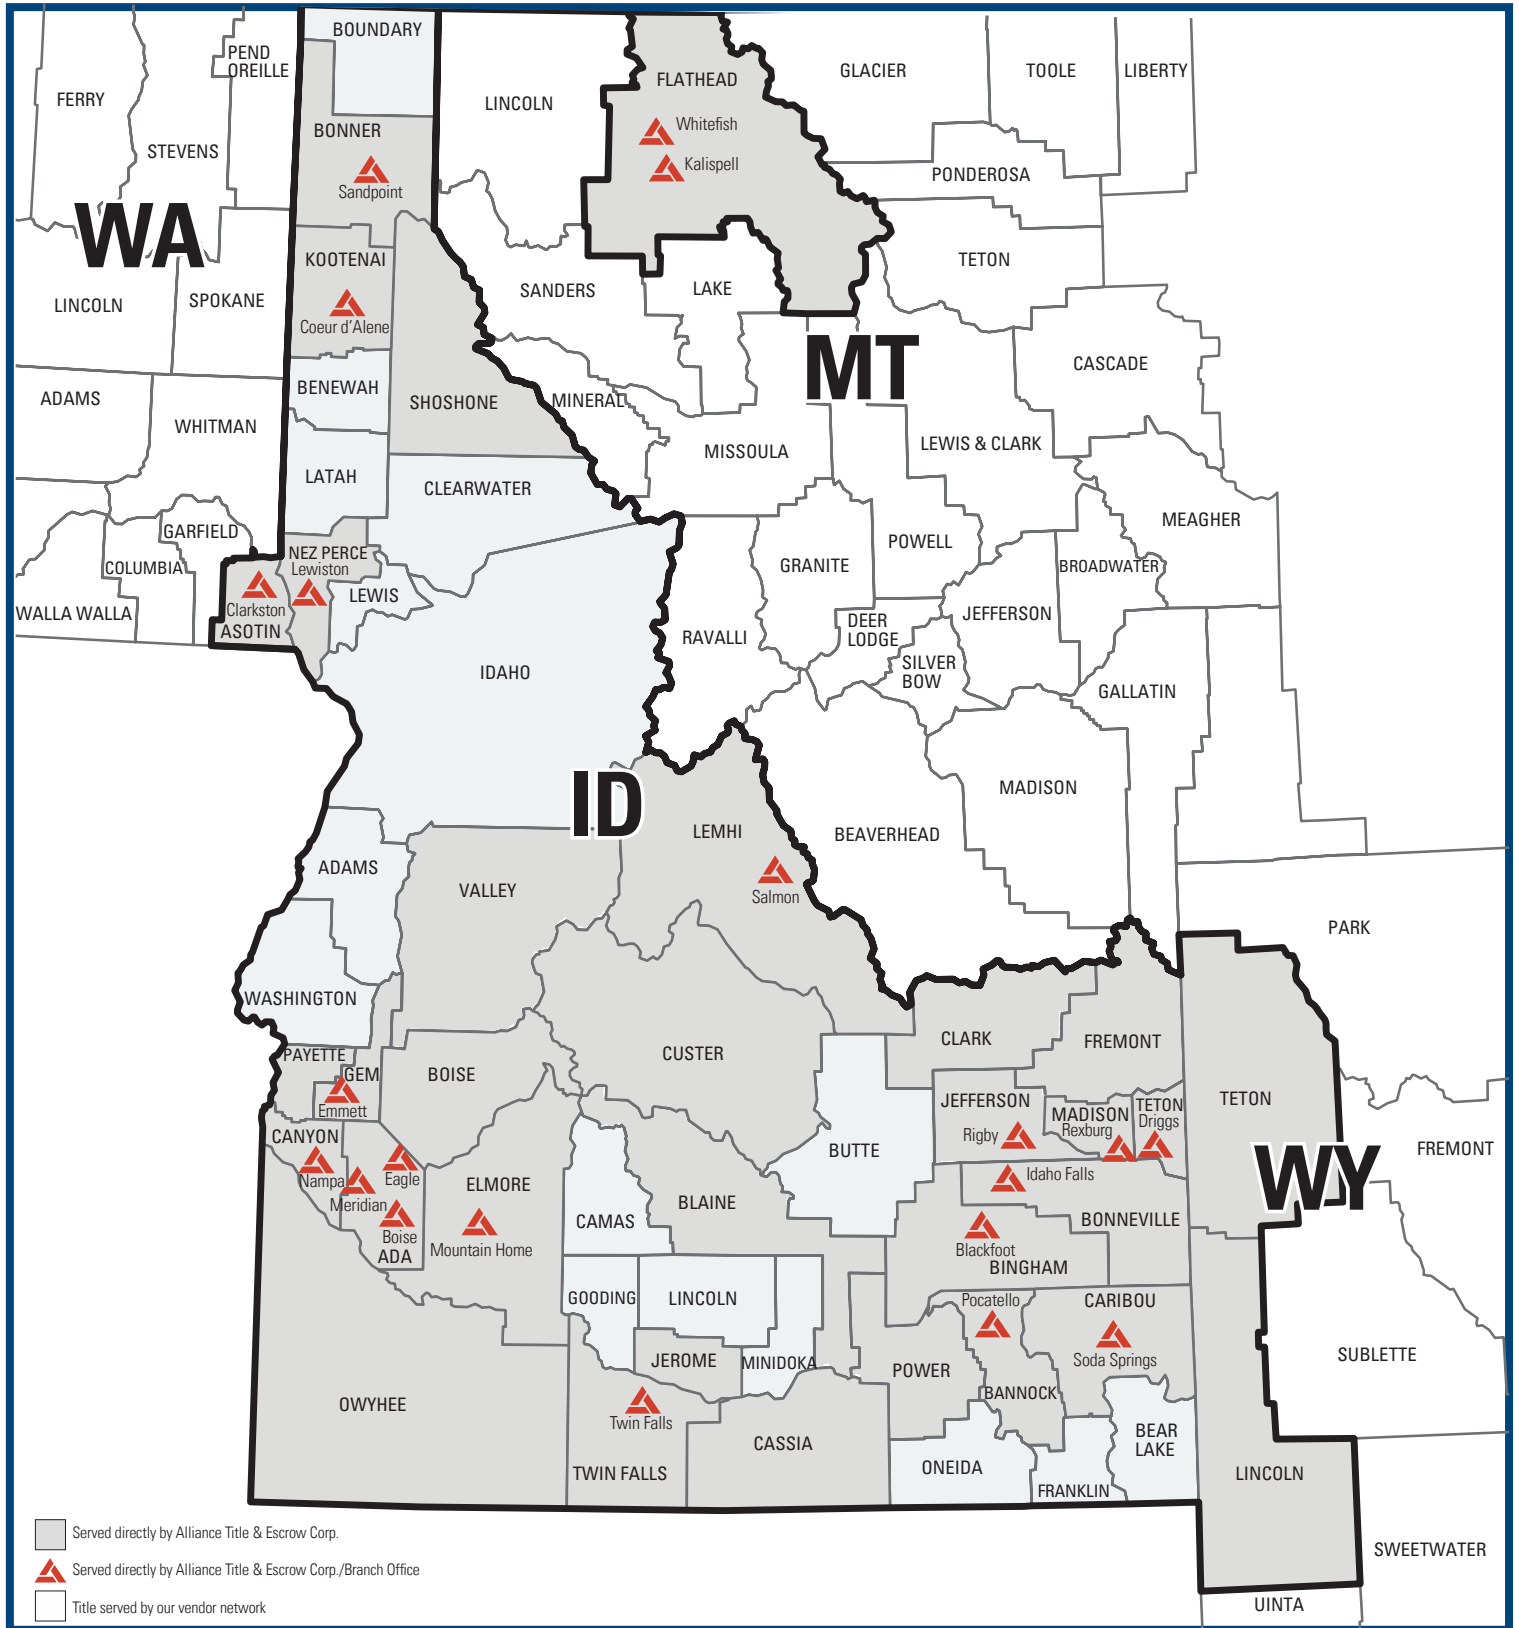 BOUNDARY
PEND
OREILLE
FERRY
STEVENS
LINCOLN
BONNER
Sandpoint
FLATHEAD
Whitefish
Kalispell
GLACIER
TOOLE
LIBERTY
PONDEROSA
WA
KOOTENAI
Coeur d'Alene
LINCOLN
SPOKANE
SANDERS
LAKE
TETON
MT
CASCADE
ADAMS
WHITMAN
BENEWAH
SHOSHONE
MINERAL
MISSOULA
LEWIS & CLARK
LATAH
CLEARWATER
MEAGHER
GARFIELD
COLUMBIA
WALLA WALLA
NEZ PERCE
Lewiston
Clarkston
ASOTIN
LEWIS
GRANITE
POWELL
BROADWATER
JEFFERSON
DEER
LODGE
RAVALLI
SILVER
BOW
GALLATIN
IDAHO
ID
MADISON
BEAVERHEAD
LEMHI
Salmon
ADAMS
VALLEY
PARK
WASHINGTON
CLARK
FREMONT
CUSTER
PAYETTE
GEM
Emmett
BOISE
JEFFERSON
Rigby
MADISON
Rexburg
TETON
Driggs
TETON
WY
FREMONT
CANYON
Nampa
Meridian
Eagle
Boise
ADA
ELMORE
Mountain Home
CAMAS
BLAINE
BUTTE
Idaho Falls
BONNEVILLE
Blackfoot
BINGHAM
GOODING
LINCOLN
Pocatello
CARIBOU
Soda Springs
JEROME
MINIDOKA
POWER
BANNOCK
SUBLETTE
OWYHEE
Twin Falls
TWIN FALLS
CASSIA
ONEIDA
FRANKLIN
BEAR
LAKE
LINCOLN
SWEETWATER
UINTA
Served directly by Alliance Title & Escrow Corp.
Served directly by Alliance Title & Escrow Corp./Branch Office
Title served by our vendor network